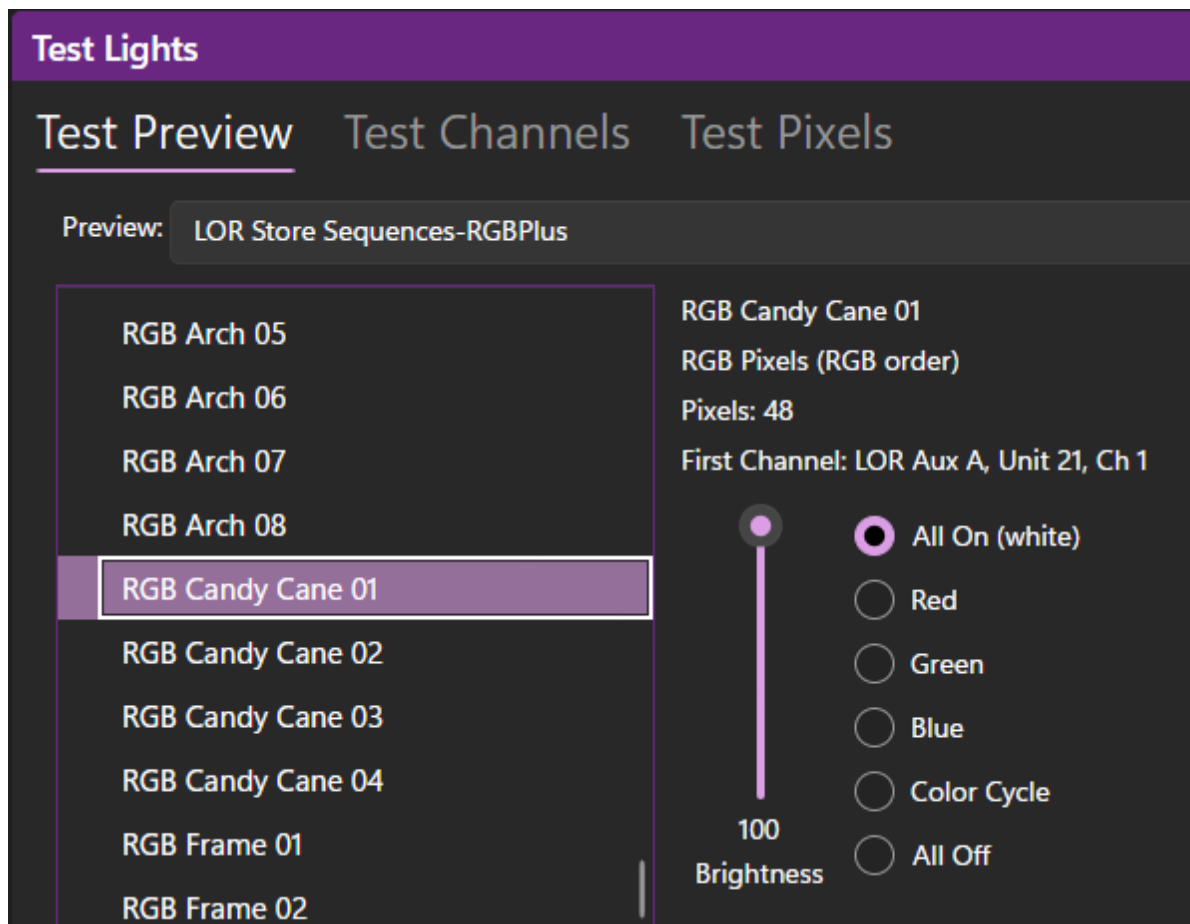 Test Lights
Test Preview Test Channels Test Pixels
Preview: LOR Store Sequences-RGBPlus
RGB Arch 05
RGB Arch 06
RGB Arch 07
RGB Arch 08
RGB Candy Cane 01
RGB Candy Cane 02
RGB Candy Cane 03
RGB Candy Cane 04
RGB Frame 01
RGB Frame 02
RGB Candy Cane 01
RGB Pixels (RGB order)
Pixels: 48
First Channel: LOR Aux A, Unit 21, Ch 1
100
Brightness
All On (white)
Red
Green
Blue
Color Cycle
All Off